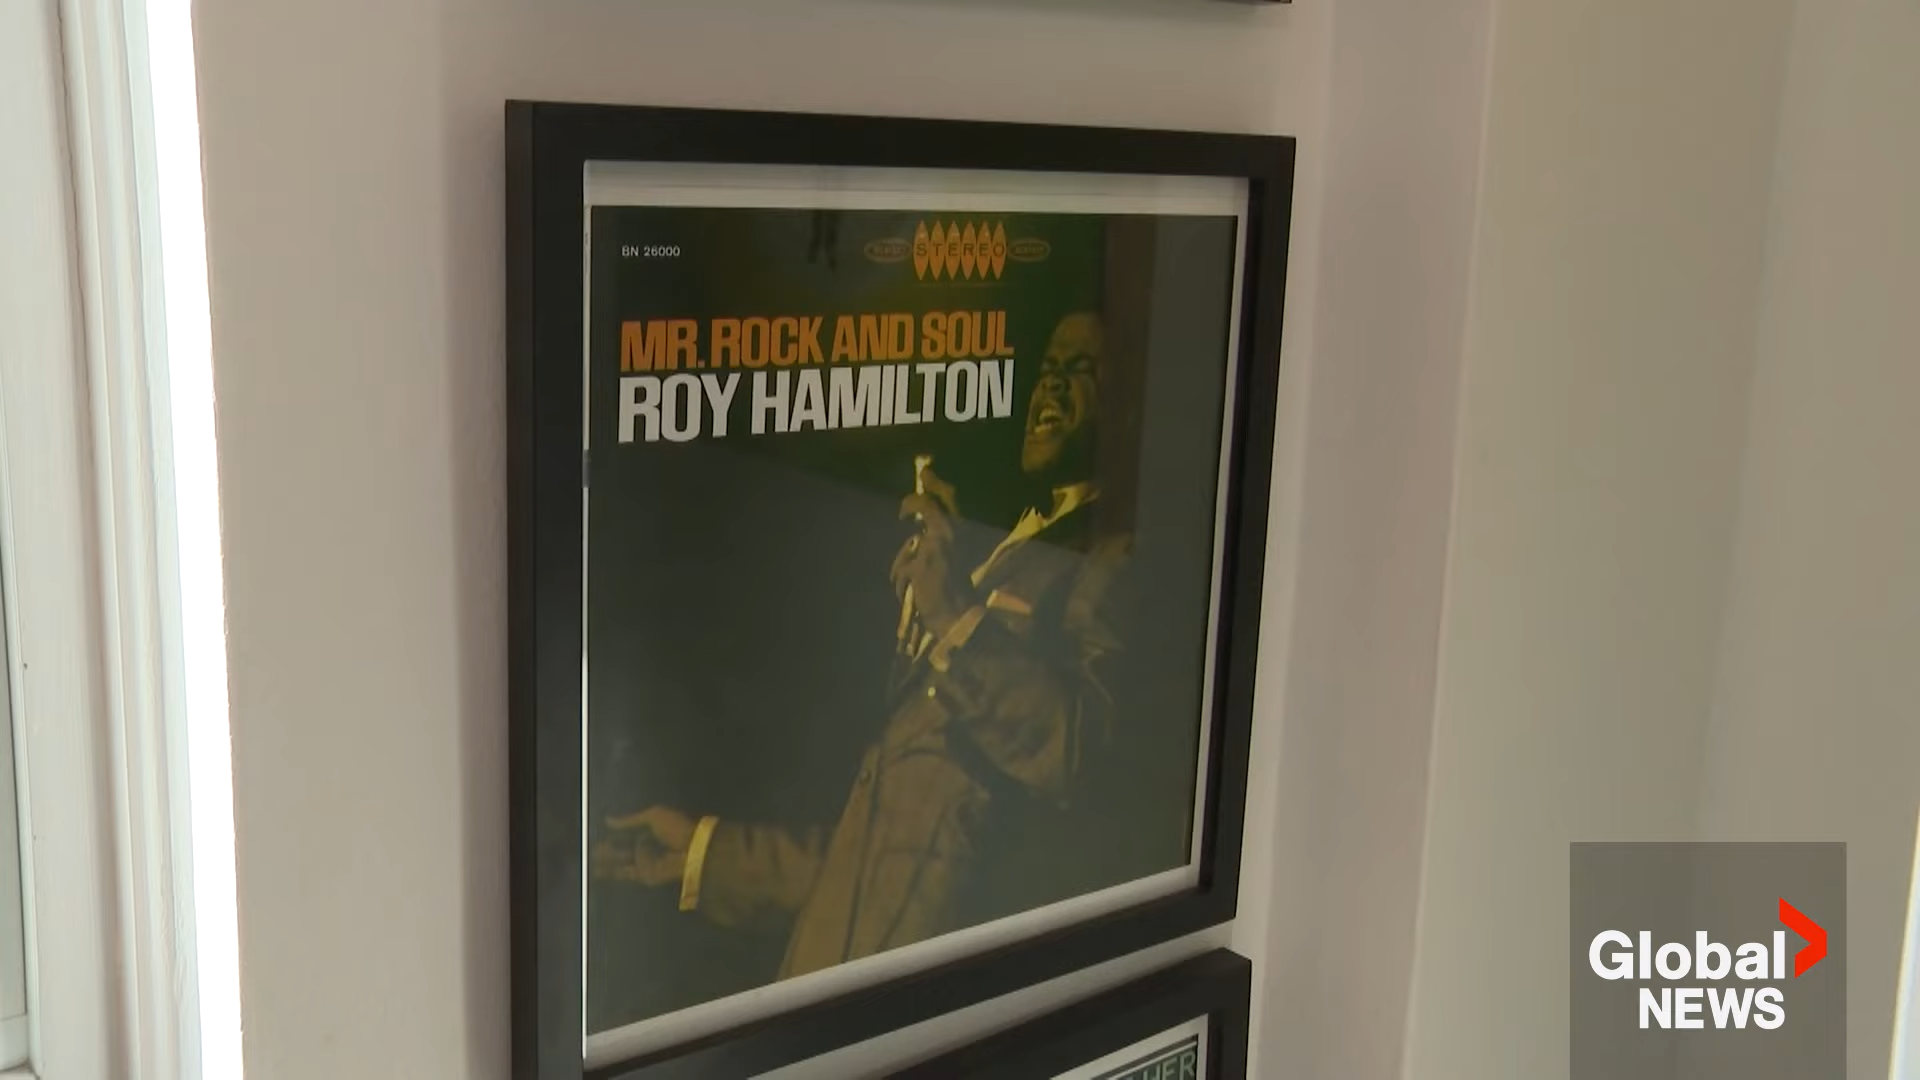 BN 26000
STEREO
MR. ROCK AND SOUL
ROY HAMILTON
Global
NEWS